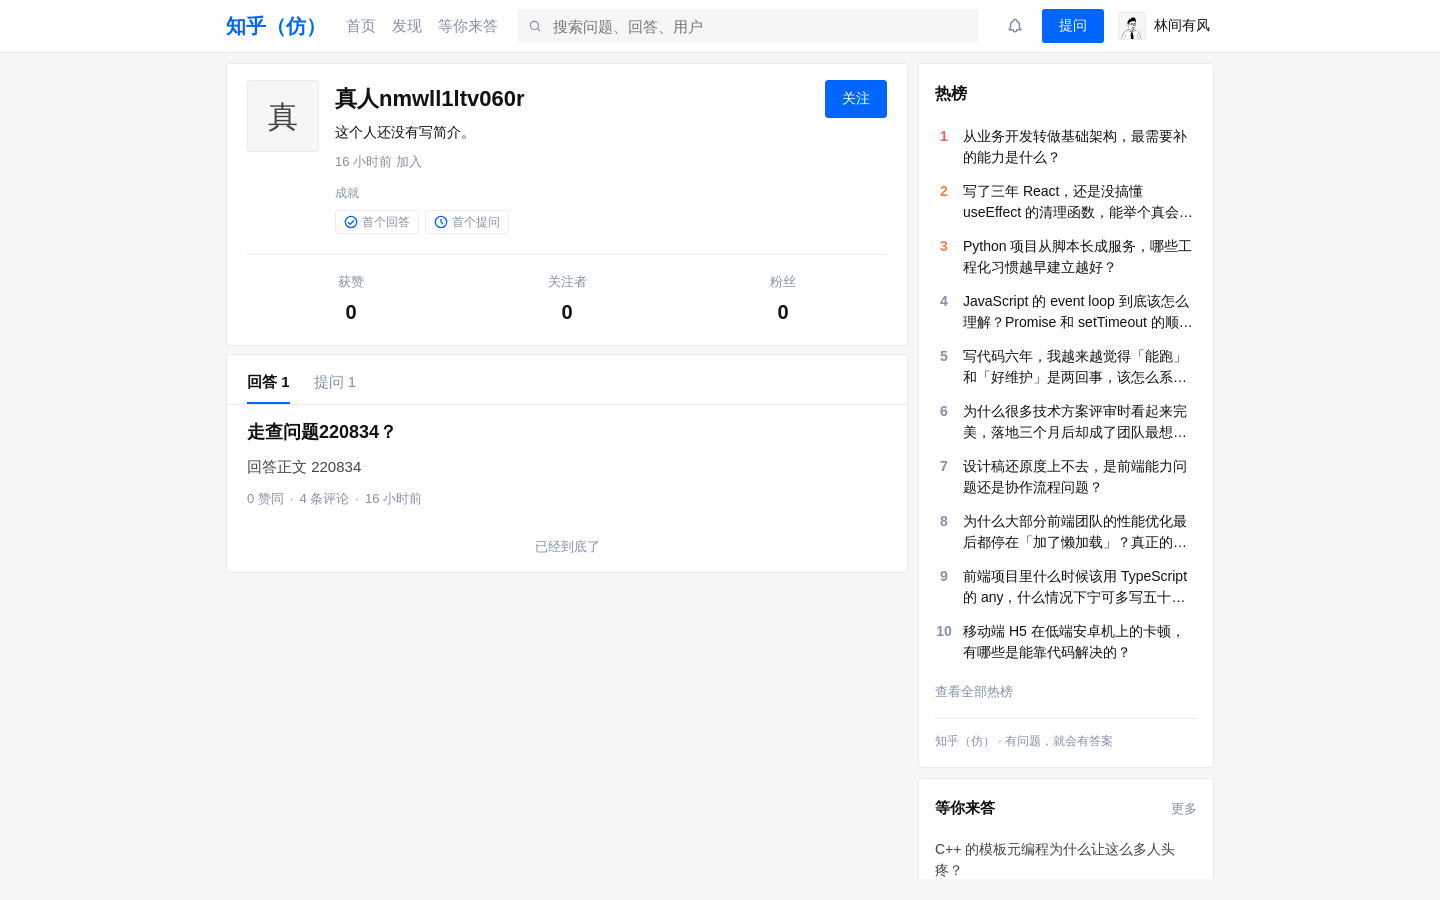 知乎（仿） 首页 发现 等你来答 搜索问题、回答、用户 提问 林间有风
真
真人nmwll1ltv060r
关注
这个人还没有写简介。
16 小时前 加入
成就
首个回答 首个提问
获赞 关注者 粉丝
0 0 0
回答 1 提问 1
走查问题220834？
回答正文 220834
0 赞同 · 4 条评论 · 16 小时前
已经到底了
热榜
1 从业务开发转做基础架构，最需要补
的能力是什么？
2 写了三年 React，还是没搞懂
useEffect 的清理函数，能举个真会…
3 Python 项目从脚本长成服务，哪些工
程化习惯越早建立越好？
4 JavaScript 的 event loop 到底该怎么
理解？Promise 和 setTimeout 的顺…
5 写代码六年，我越来越觉得「能跑」
和「好维护」是两回事，该怎么系…
6 为什么很多技术方案评审时看起来完
美，落地三个月后却成了团队最想…
7 设计稿还原度上不去，是前端能力问
题还是协作流程问题？
8 为什么大部分前端团队的性能优化最
后都停在「加了懒加载」？真正的…
9 前端项目里什么时候该用 TypeScript
的 any，什么情况下宁可多写五十…
10 移动端 H5 在低端安卓机上的卡顿，
有哪些是能靠代码解决的？
查看全部热榜
知乎（仿） · 有问题，就会有答案
等你来答 更多
C++ 的模板元编程为什么让这么多人头
疼？